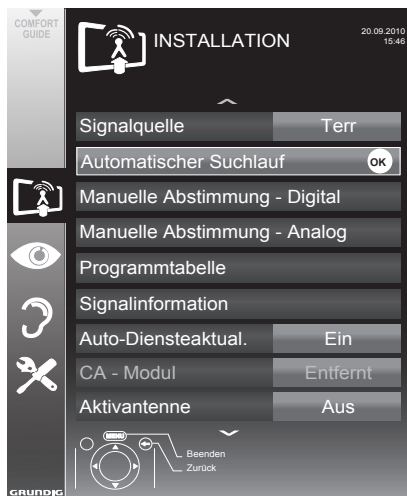 COMFORT
GUIDE
INSTALLATION
20.09.2010
15:46
Signalquelle Terr
Automatischer Suchlauf OK
Manuelle Abstimmung - Digital
Manuelle Abstimmung - Analog
Programmtabelle
Signalinformation
Auto-Diensteaktual. Ein
CA - Modul Entfernt
Aktivantenne Aus
MENU
Beenden
Zurück
GRUNDIG